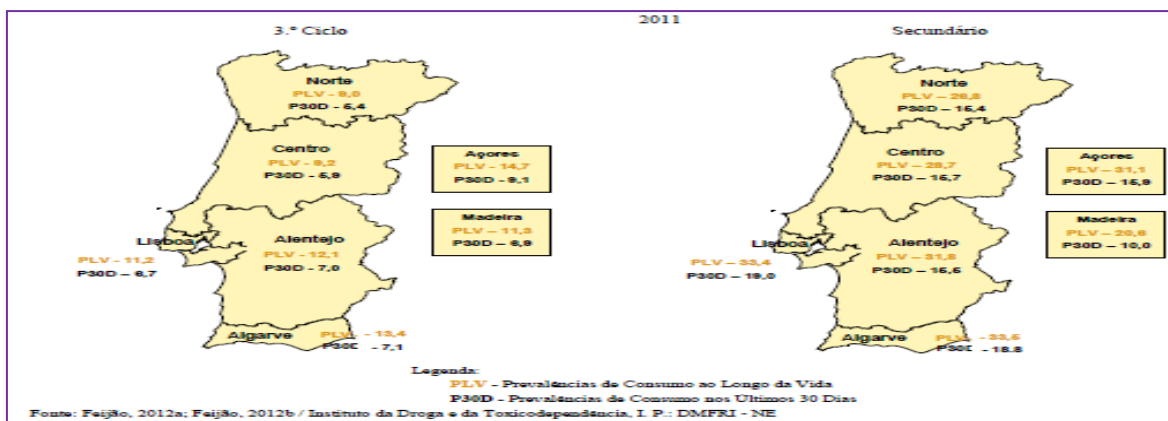 2011
3.º Ciclo
Norte
PLV - 9,0
P30D - 5,4
Centro
PLV - 9,2
P30D - 5,9
Açores
PLV - 14,7
P30D - 9,1
Madeira
PLV - 11,3
P30D - 6,9
Lisboa
PLV - 11,2
P30D – 6,7
Alentejo
PLV - 12,1
P30D - 7,0
Algarve
PLV. - 13,4
P30D - 7,1
Secundário
Norte
PLV – 26,8
P30D – 15,4
Centro
PLV – 28,7
P30D – 15,7
Açores
PLV – 31,1
P30D – 15,9
Madeira
PLV – 20,6
P30D – 10,0
Lisboa
PLV – 33,4
P30D – 19,0
Alentejo
PLV – 31,8
P30D – 15,5
Algarve
PLV. - 33,5
P30D - 18.8
Legenda:
PLV - Prevalências de Consumo ao Longo da Vida
P30D - Prevalências de Consumo nos Últimos 30 Dias
Fonte: Feijão, 2012a; Feijão, 2012b / Instituto da Droga e da Toxicodependência, I. P.: DMFRI - NE